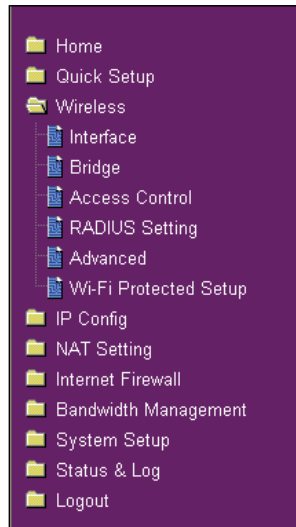 Home
Quick Setup
Wireless
Interface
Bridge
Access Control
RADIUS Setting
Advanced
Wi-Fi Protected Setup
IP Config
NAT Setting
Internet Firewall
Bandwidth Management
System Setup
Status & Log
Logout